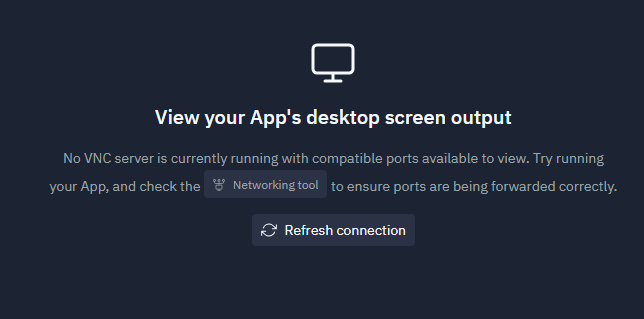 View your App's desktop screen output
No VNC server is currently running with compatible ports available to view. Try running
your App, and check the Networking tool to ensure ports are being forwarded correctly.
Refresh connection